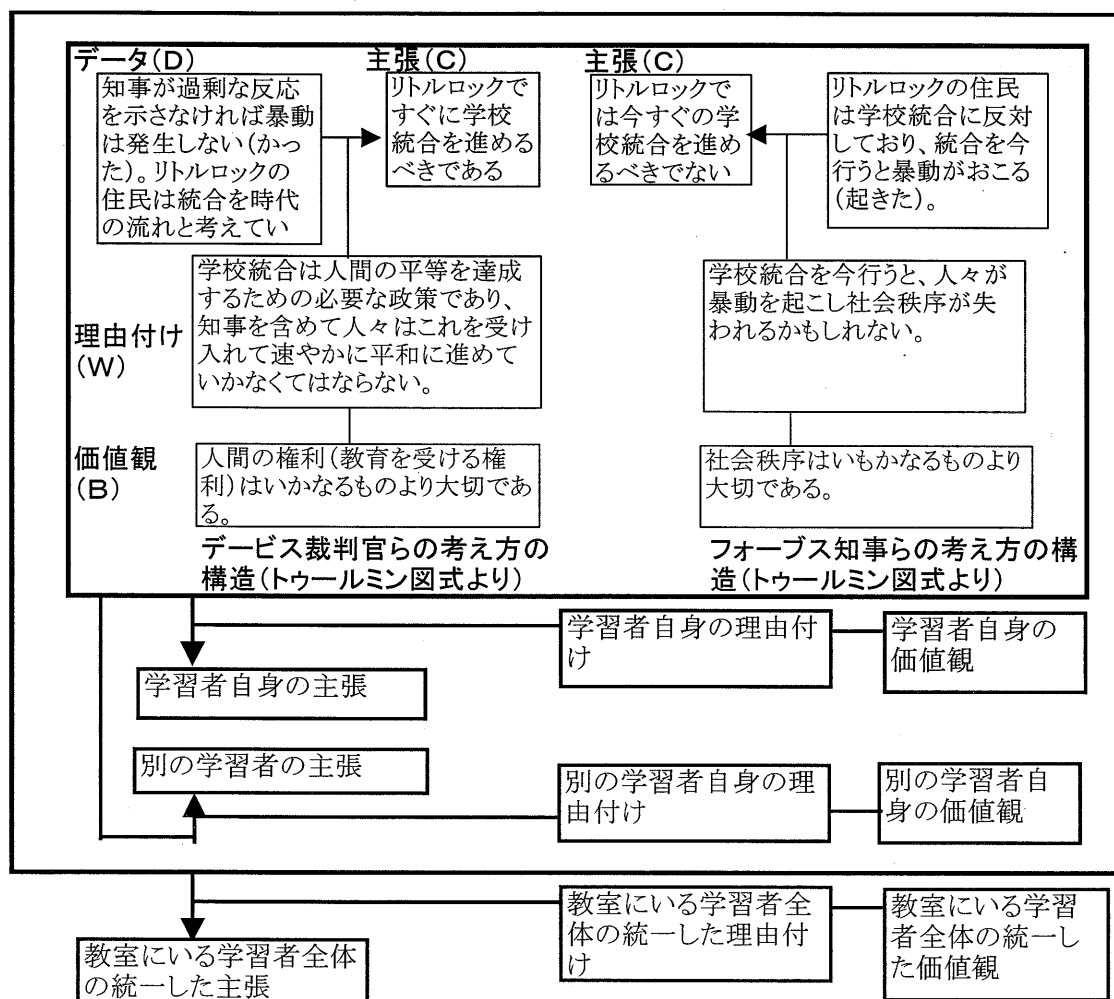 データ(D)
知事が過剰な反応
を示さなければ暴動
は発生しない(かっ
た)。リトルロックの
住民は統合を時代
の流れと考えてい
主張(C)
リトルロックで
すぐに学校
統合を進める
べきである
主張(C)
リトルロックで
は今すぐの学
校統合を進め
るべきでない
リトルロックの住民
は学校統合に反対
しており、統合を今
行うと暴動がおこる
(起きた)。
理由付け
(W)
学校統合は人間の平等を達成
するための必要な政策であり、
知事を含めて人々はこれを受け
入れて速やかに平和に進めて
いかなくてはならない。
学校統合を今行うと、人々が
暴動を起こし社会秩序が失
われるかもしれない。
価値観
(B)
人間の権利(教育を受ける権
利)はいかなるものより大切であ
る。
社会秩序はいもかなるものより
大切である。
デービス裁判官らの考え方の
構造(トゥールミン図式より)
フォーブス知事らの考え方の構
造(トゥールミン図式より)
学習者自身の理由付
け
学習者自身の
価値観
学習者自身の主張
別の学習者の主張
別の学習者自身の理
由付け
別の学習者自
身の価値観
教室にいる学習者全
体の統一した理由付
け
教室にいる学習
者全体の統一し
た価値観
教室にいる学習者全体
の統一した主張